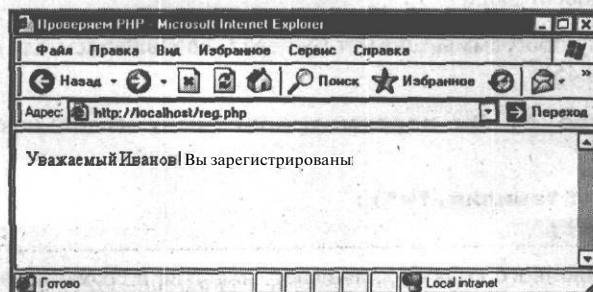 Проверяем PHP - Microsoft Internet Explorer
Файл Правка Вид Избранное Сервис Справка
Назад Поиск Избранное »
Адрес: http://localhost/reg.php Переход
Уважаемый Иванов! Вы зарегистрированы
Готово Local intranet